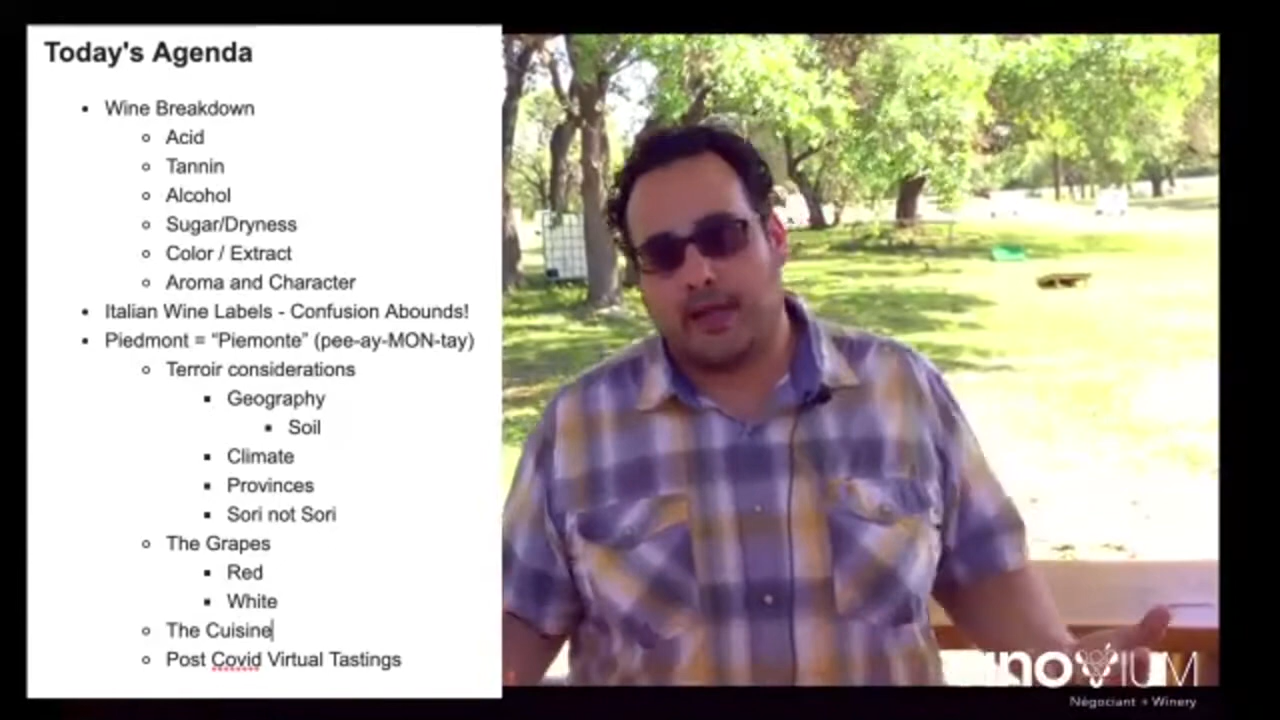 Today's Agenda
Wine Breakdown
Acid
Tannin
Alcohol
Sugar/Dryness
Color / Extract
Aroma and Character
Italian Wine Labels - Confusion Abounds!
Piedmont = “Piemonte” (pee-ay-MON-tay)
Terroir considerations
Geography
Soil
Climate
Provinces
Sori not Sori
The Grapes
Red
White
The Cuisine
Post Covid Virtual Tastings
Négociant + Winery